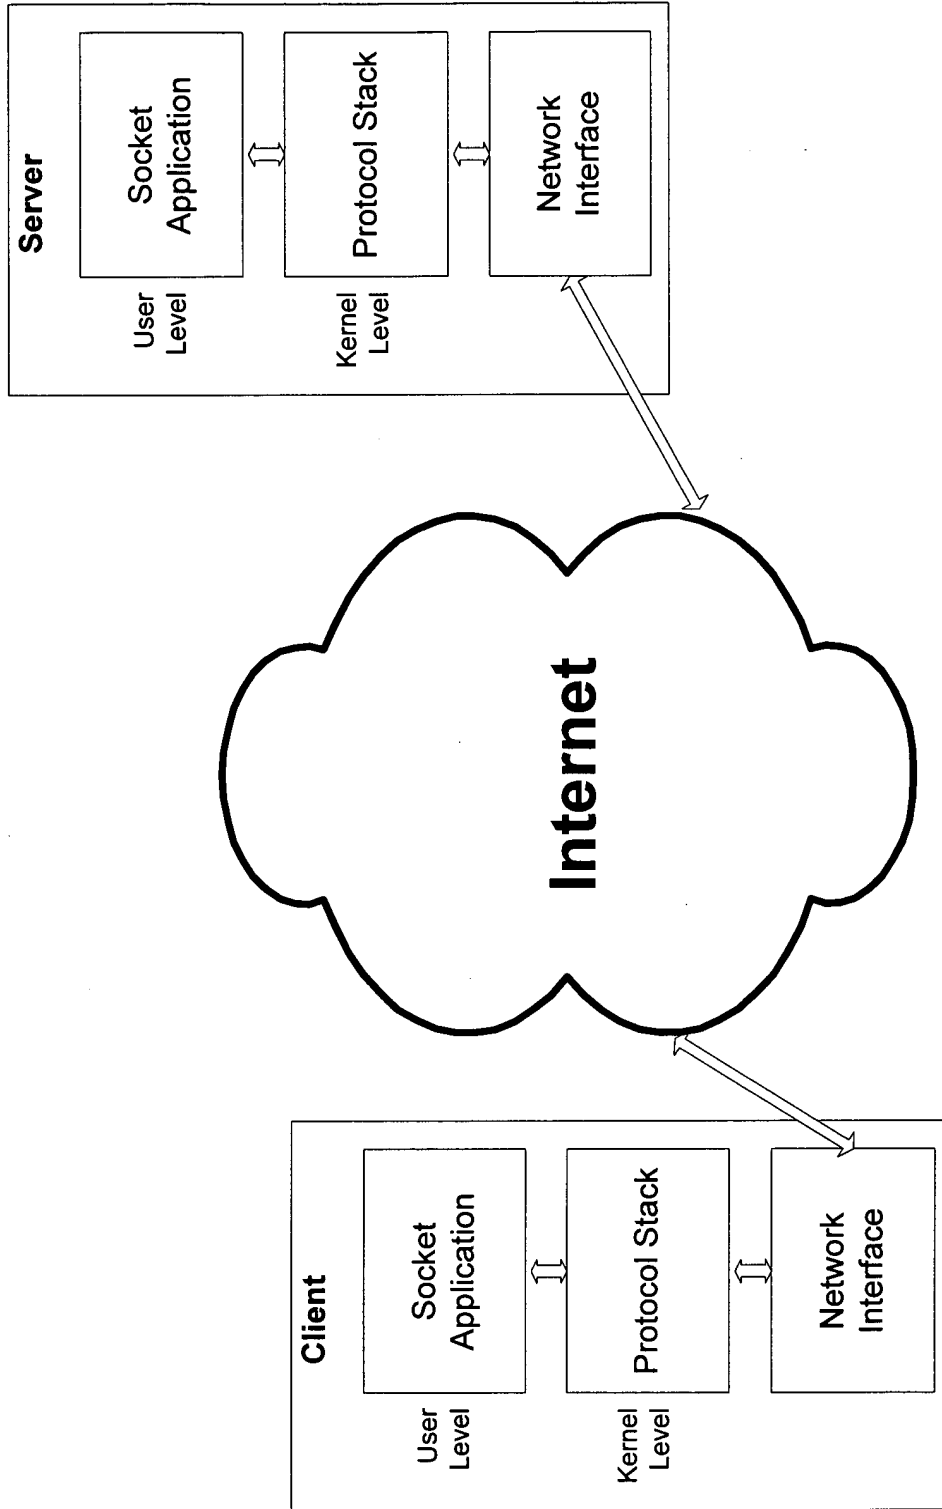 Client
User
Level
Socket
Application
Kernel
Level
Protocol Stack
Network
Interface
Internet
Server
User
Level
Socket
Application
Kernel
Level
Protocol Stack
Network
Interface